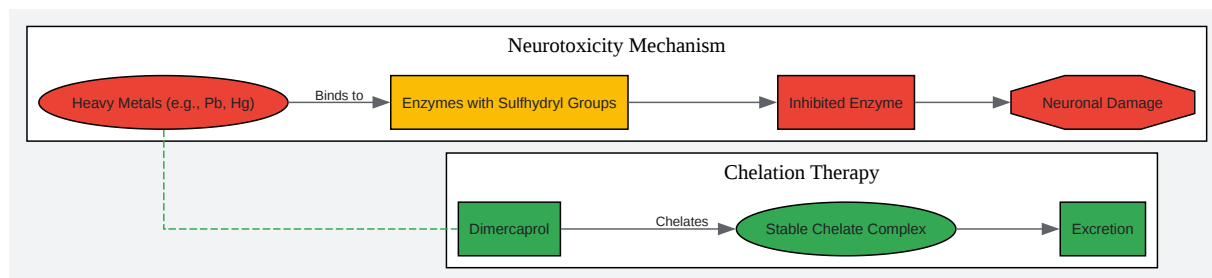 Neurotoxicity Mechanism
Heavy Metals (e.g., Pb, Hg)
Binds to
Enzymes with Sulfhydryl Groups
Inhibited Enzyme
Neuronal Damage
Chelation Therapy
Dimercaprol
Chelates
Stable Chelate Complex
Excretion